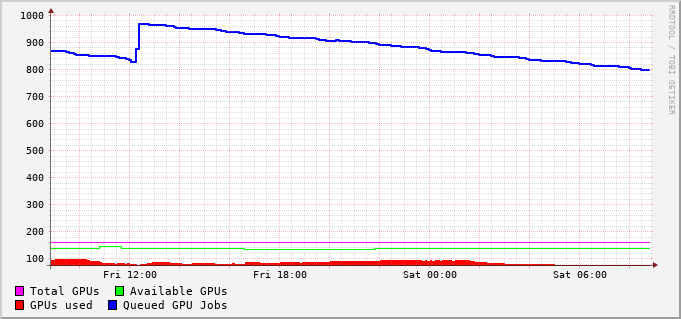 1000
900
800
700
600
500
400
300
200
100
Fri 12:00 Fri 18:00 Sat 00:00 Sat 06:00
Total GPUs Available GPUs
GPUs used Queued GPU Jobs
RRDTOOL / TOBI OETIKER